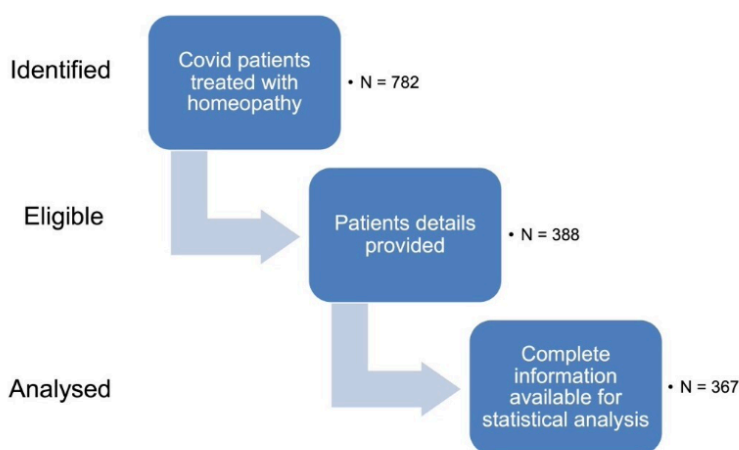 Identified
Covid patients
treated with
homeopathy
• N = 782
Eligible
Patients details
provided
• N = 388
Analysed
Complete
information
available for
statistical analysis
• N = 367